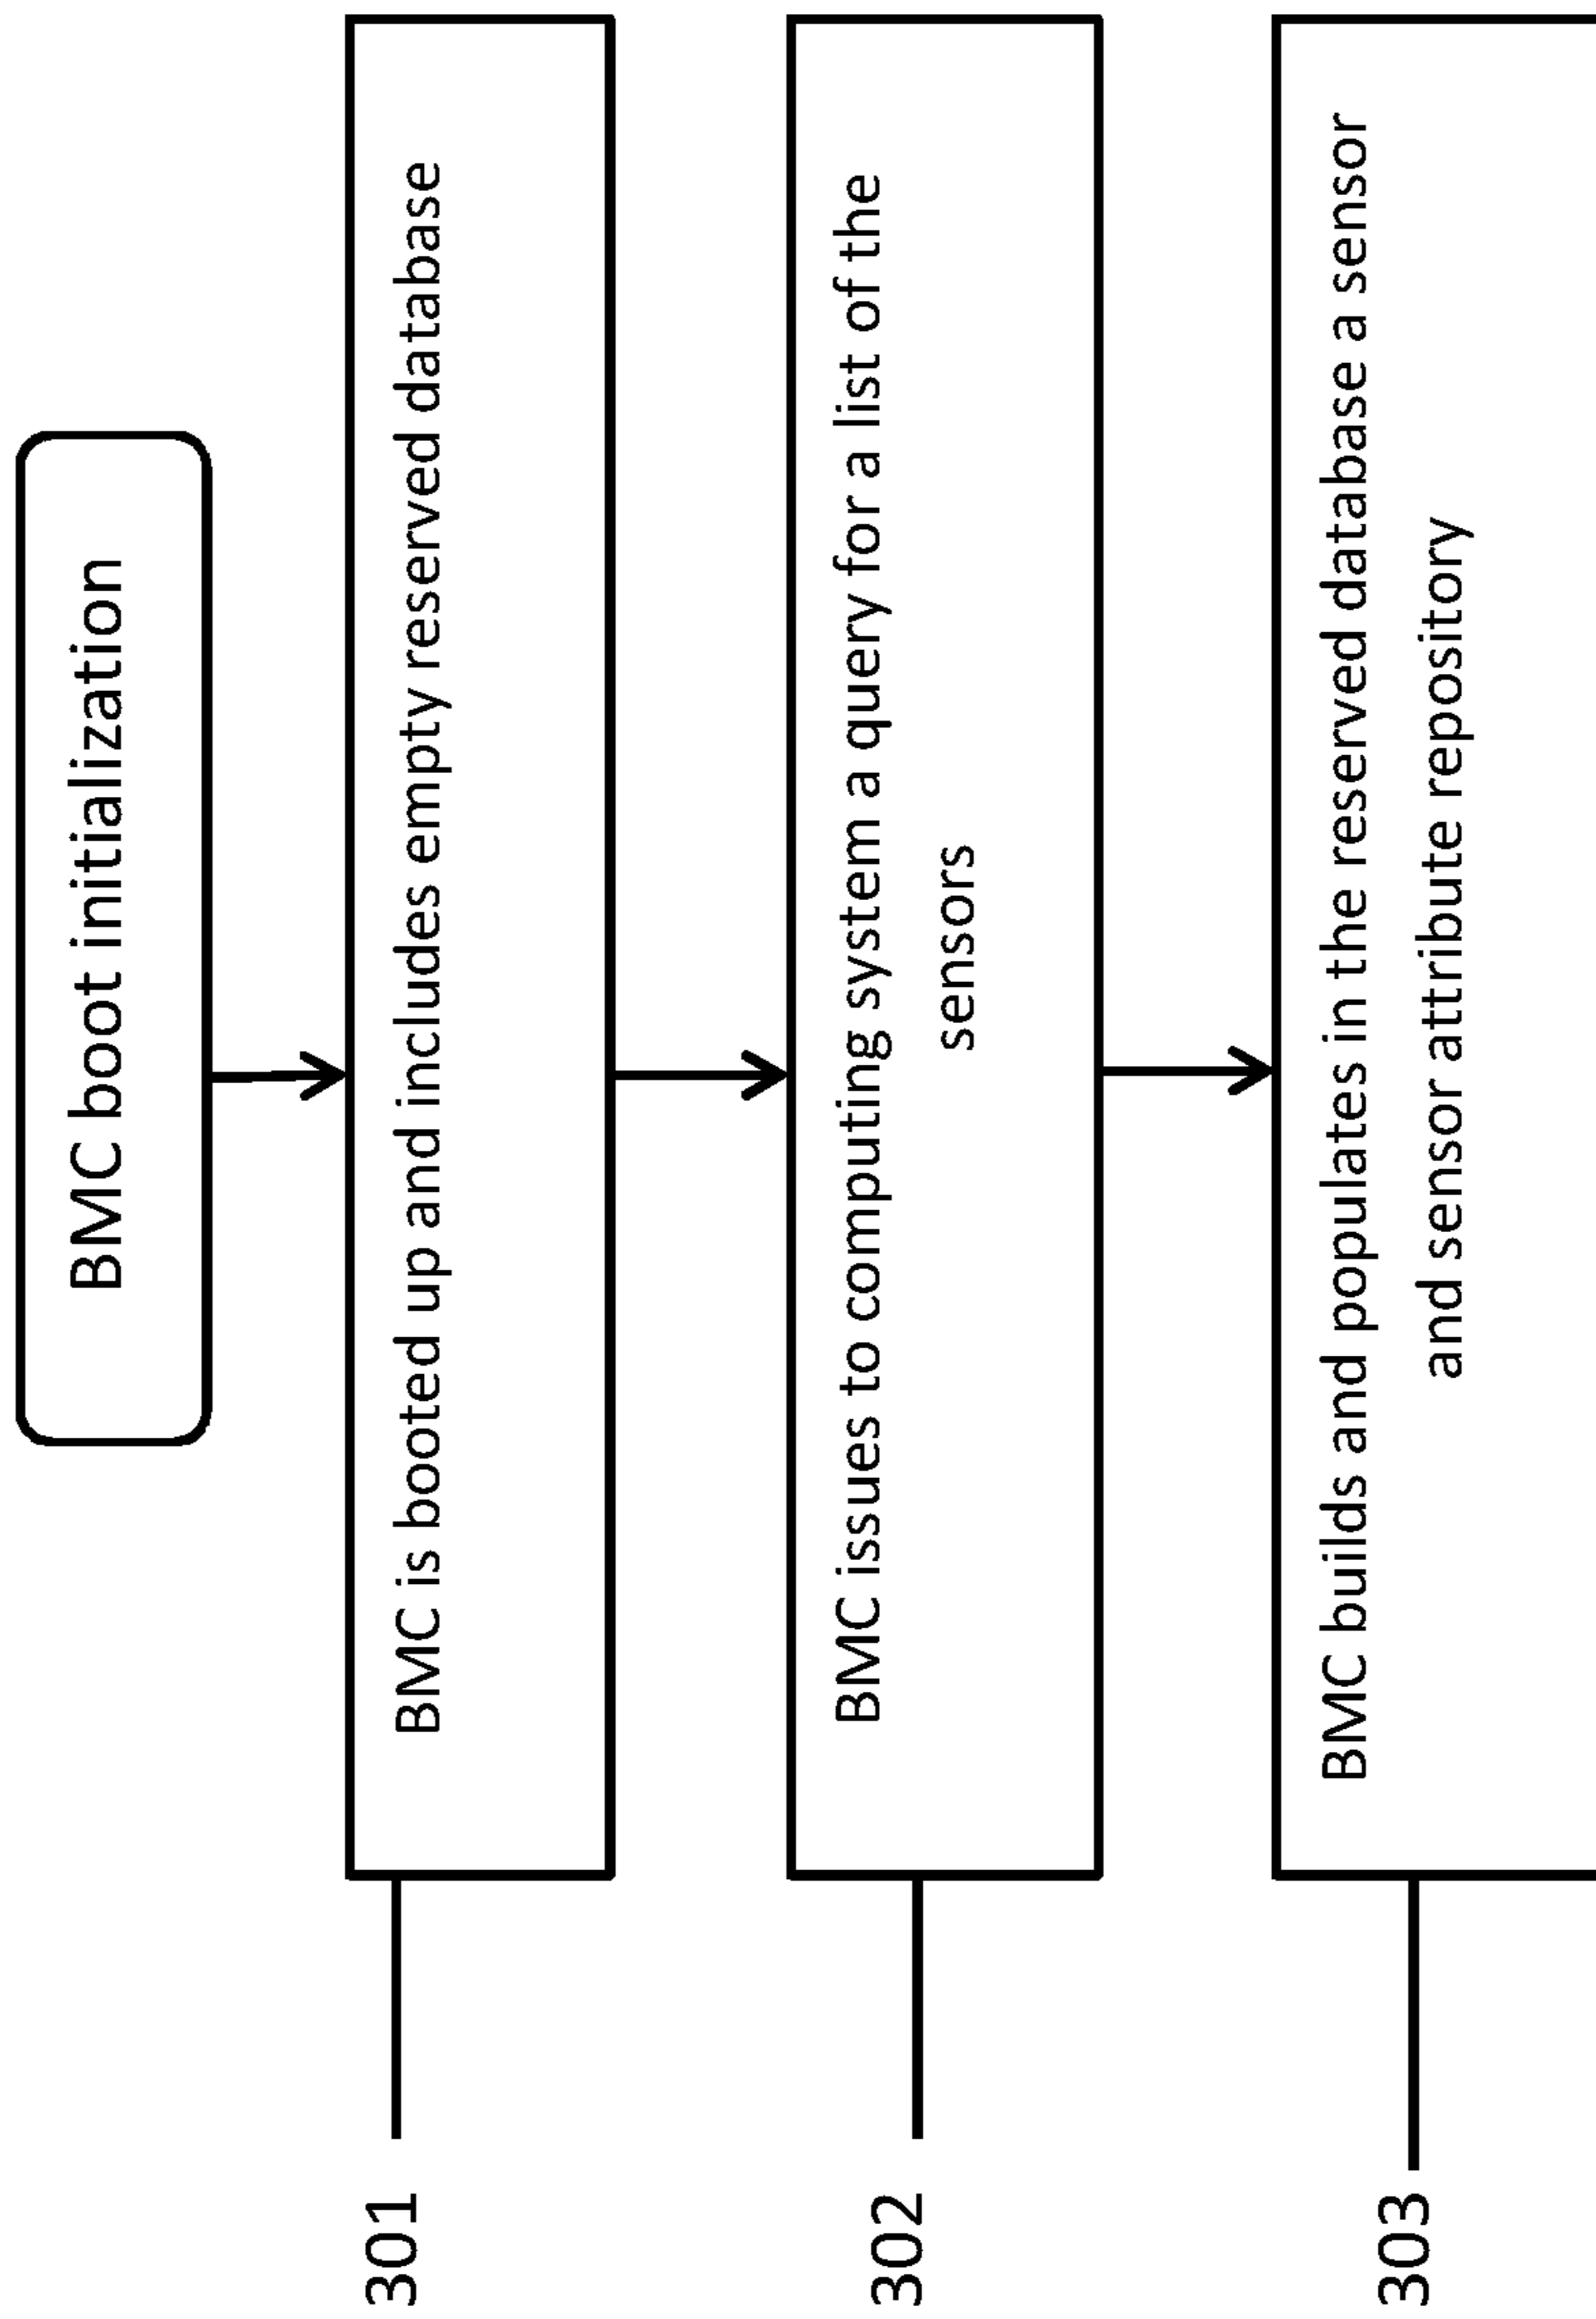 BMC boot initialization
301
BMC is booted up and includes empty reserved database
302
BMC issues to computing system a query for a list of the
sensors
303
BMC builds and populates in the reserved database a sensor
and sensor attribute repository